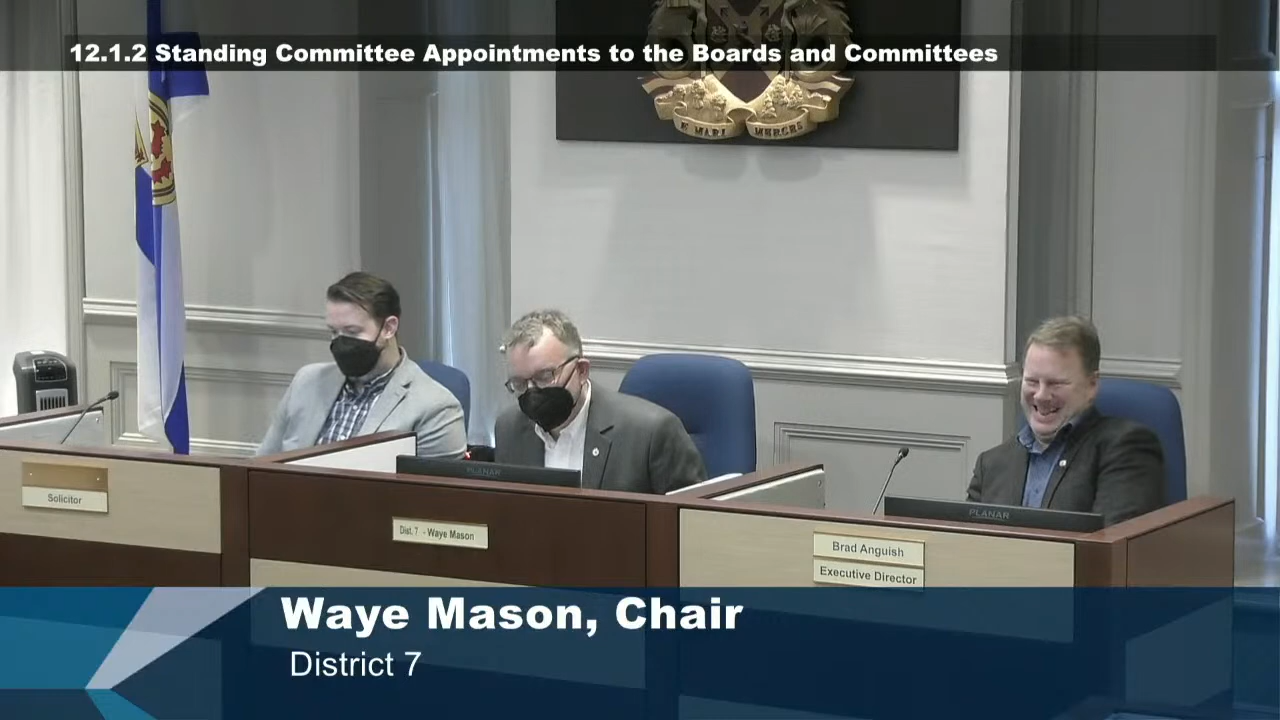 12.1.2 Standing Committee Appointments to the Boards and Committees
E MARI MERCES
Solicitor
PLANAR
Dist. 7 - Waye Mason
PLANAR
Brad Anguish
Executive Director
Waye Mason, Chair
District 7